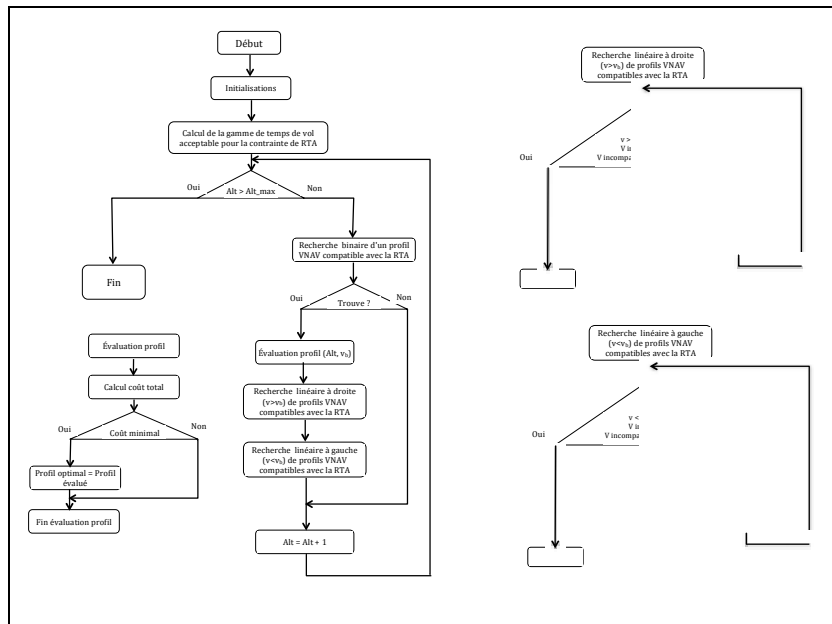 Début
Initialisations
Calcul de la gamme de temps de vol
acceptable pour la contrainte de RTA
Oui
Alt > Alt_max
Non
Fin
Recherche binaire d'un profil
VNAV compatible avec la RTA
Oui
Trouve ?
Non
Évaluation profil (Alt, vb)
Recherche linéaire à droite
(v>vb) de profils VNAV
compatibles avec la RTA
Recherche linéaire à gauche
(v<vb) de profils VNAV
compatibles avec la RTA
Alt = Alt + 1
Évaluation profil
Calcul coût total
Oui
Coût minimal
Non
Profil optimal = Profil
évalué
Fin évaluation profil
Recherche linéaire à droite
(v>vb) de profils VNAV
compatibles avec la RTA
Oui
v >
V
V incompa
Recherche linéaire à gauche
(v<vb) de profils VNAV
compatibles avec la RTA
Oui
v <
V
V incompa